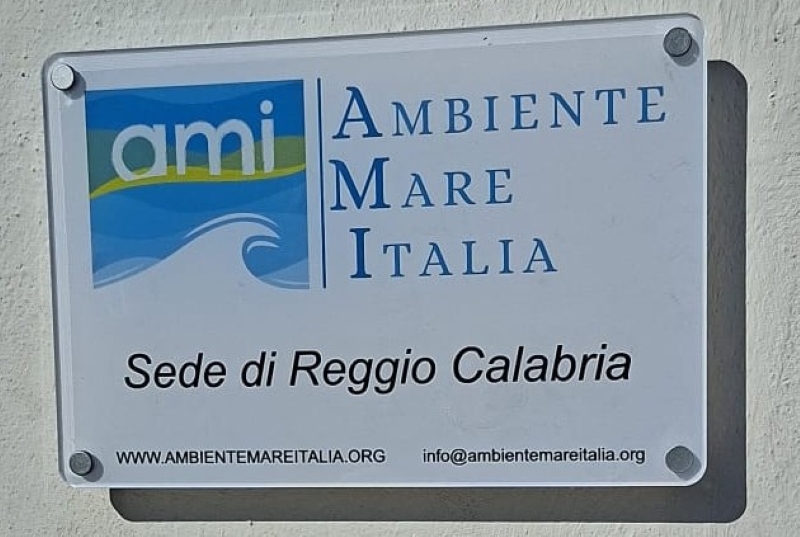 ami
AMBIENTE
MARE
ITALIA
Sede di Reggio Calabria
WWW.AMBIENTEMAREITALIA.ORG info@ambientemareitalia.org